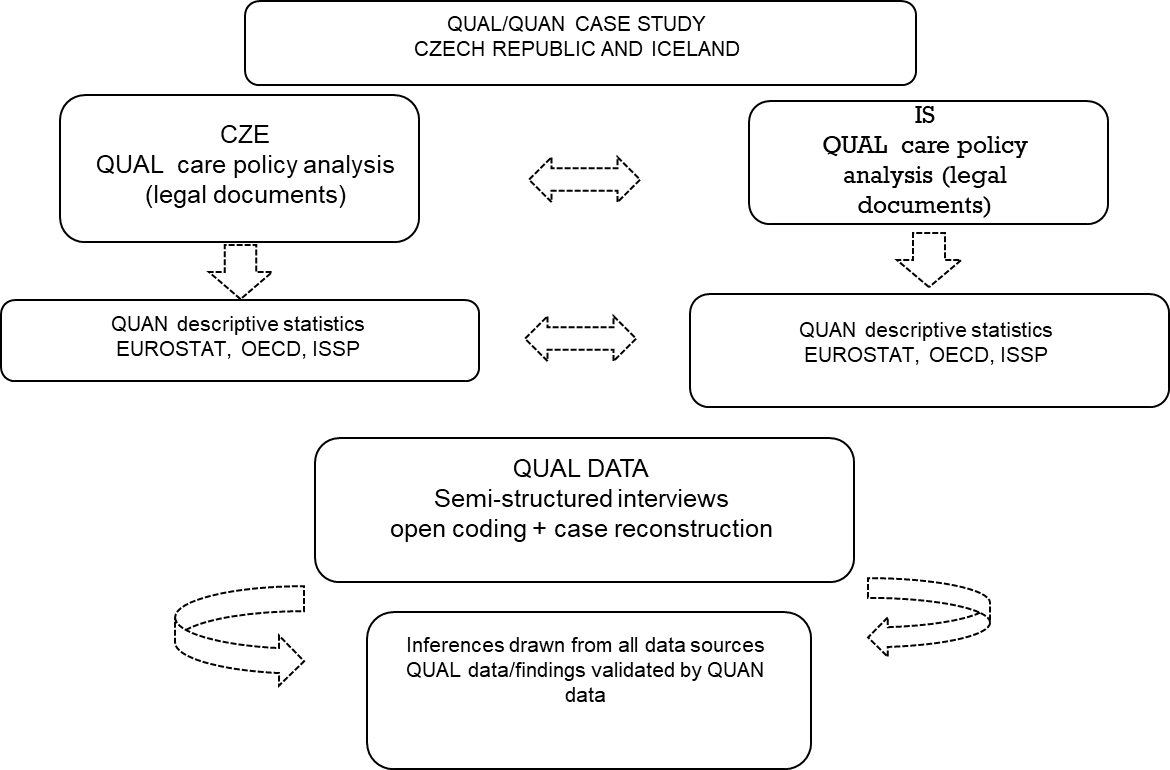 QUAL/QUAN CASE STUDY
CZECH REPUBLIC AND ICELAND
CZE
QUAL care policy analysis
(legal documents)
IS
QUAL care policy
analysis (legal
documents)
QUAN descriptive statistics
EUROSTAT, OECD, ISSP
QUAN descriptive statistics
EUROSTAT, OECD, ISSP
QUAL DATA
Semi-structured interviews
open coding + case reconstruction
Inferences drawn from all data sources
QUAL data/findings validated by QUAN
data